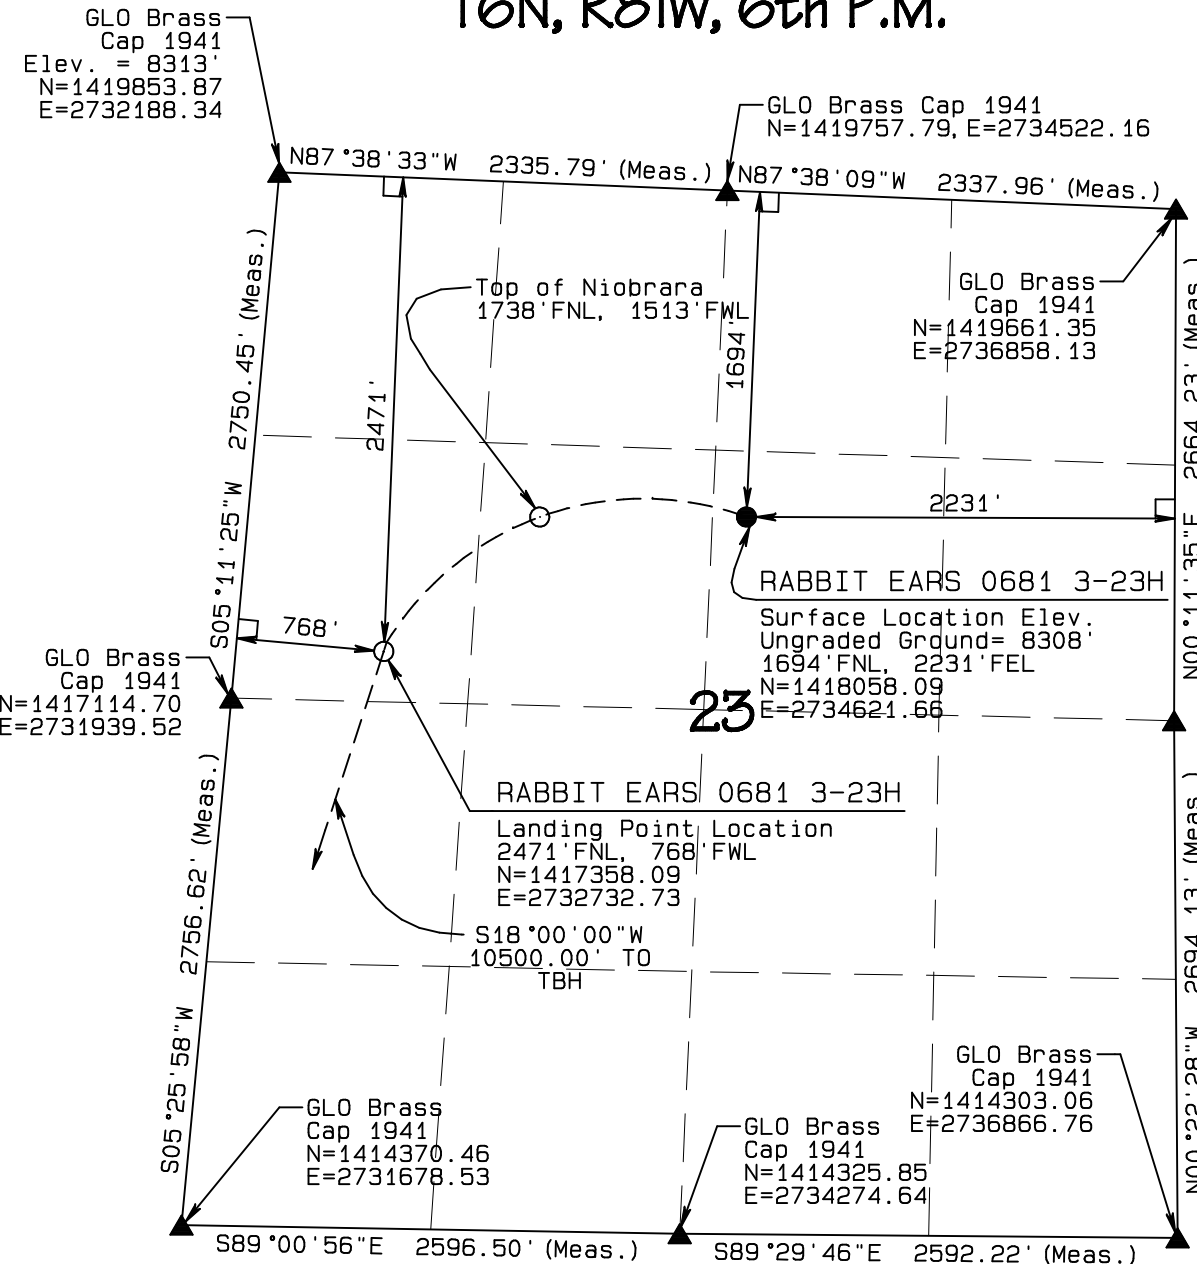 T6N, R81W, 6th P.M.
GLO Brass
Cap 1941
Elev. = 8313'
N=1419853.87
E=2732188.34
GLO Brass Cap 1941
N=1419757.79, E=2734522.16
N87°38'33"W 2335.79' (Meas.)
N87°38'09"W 2337.96' (Meas.)
GLO Brass
Cap 1941
N=1419661.35
E=2736858.13
Top of Niobrara
1738'FNL, 1513'FWL
2471'
1694'
S05°11'25"W 2750.45' (Meas.)
2231'
RABBIT EARS 0681 3-23H
Surface Location Elev.
Ungraded Ground= 8308'
1694'FNL, 2231'FEL
N=1418058.09
E=2734621.66
768'
GLO Brass
Cap 1941
N=1417114.70
E=2731939.52
23
RABBIT EARS 0681 3-23H
Landing Point Location
2471'FNL, 768'FWL
N=1417358.09
E=2732732.73
S18°00'00"W
10500.00' TO
TBH
S05°25'58"W 2756.62' (Meas.)
GLO Brass
Cap 1941
N=1414303.06
E=2736866.76
GLO Brass
Cap 1941
N=1414370.46
E=2731678.53
GLO Brass
Cap 1941
N=1414325.85
E=2734274.64
S89°00'56"E 2596.50' (Meas.)
S89°29'46"E 2592.22' (Meas.)